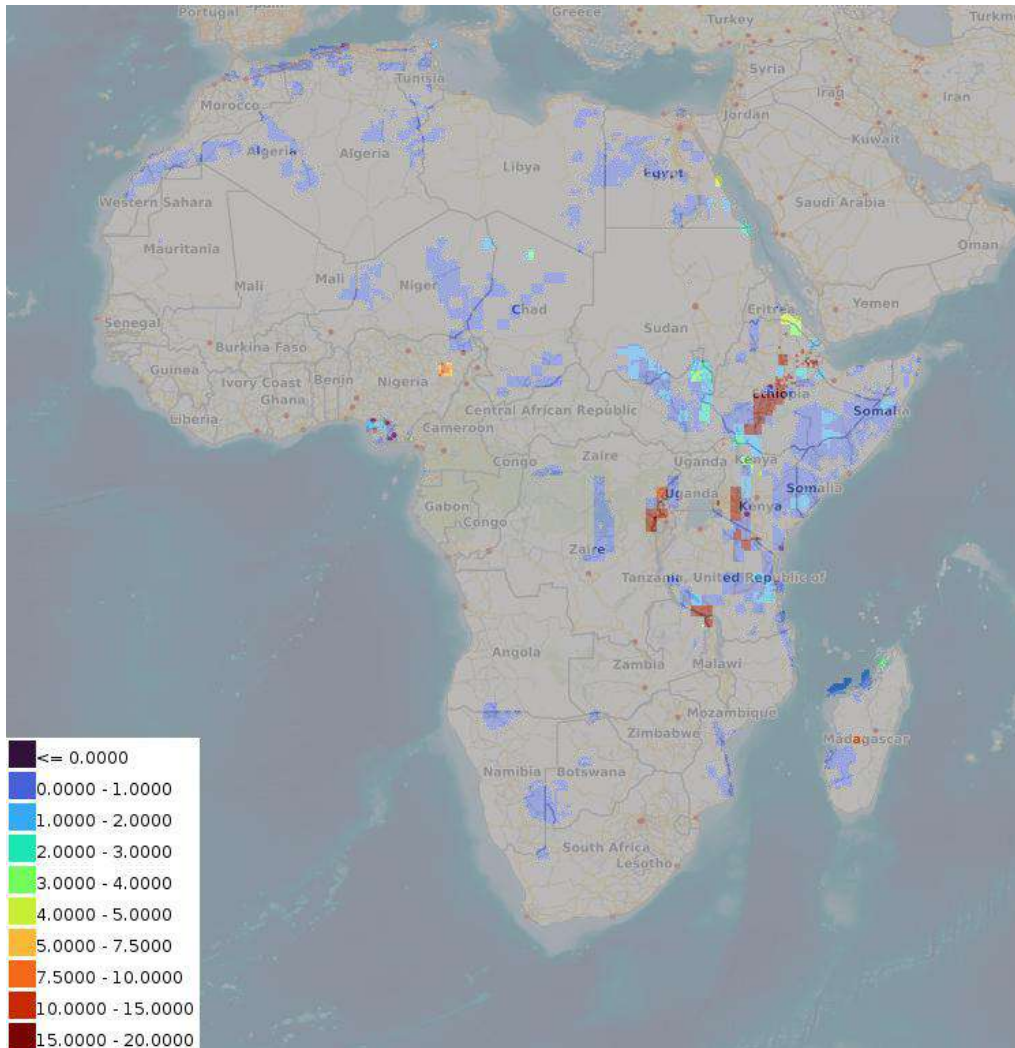 Portugal
Spain
Greece
Turkey
Turkm
Tunisia
Syria
Morocco
Iraq
Iran
Jordan
Algeria
Algeria
Kuwait
Libya
Egypt
Western Sahara
Saudi Arabia
Mauritania
Oman
Mali
Mali
Niger
Chad
Senegal
Sudan
Eritrea
Yemen
Burkina Faso
Guinea
Ivory Coast
Benin
Nigeria
Ghana
Ethiopia
Liberia
Central African Republic
Somalia
Cameroon
Congo
Zaire
Uganda
Kenya
Gabon
Uganda
Somalia
Kenya
Congo
Zaire
Tanzania, United Republic of
Angola
Zambia
Malawi
Mozambique
Zimbabwe
Madagascar
Namibia
Botswana
South Africa
Lesotho
<= 0.0000
0.0000 - 1.0000
1.0000 - 2.0000
2.0000 - 3.0000
3.0000 - 4.0000
4.0000 - 5.0000
5.0000 - 7.5000
7.5000 - 10.0000
10.0000 - 15.0000
15.0000 - 20.0000